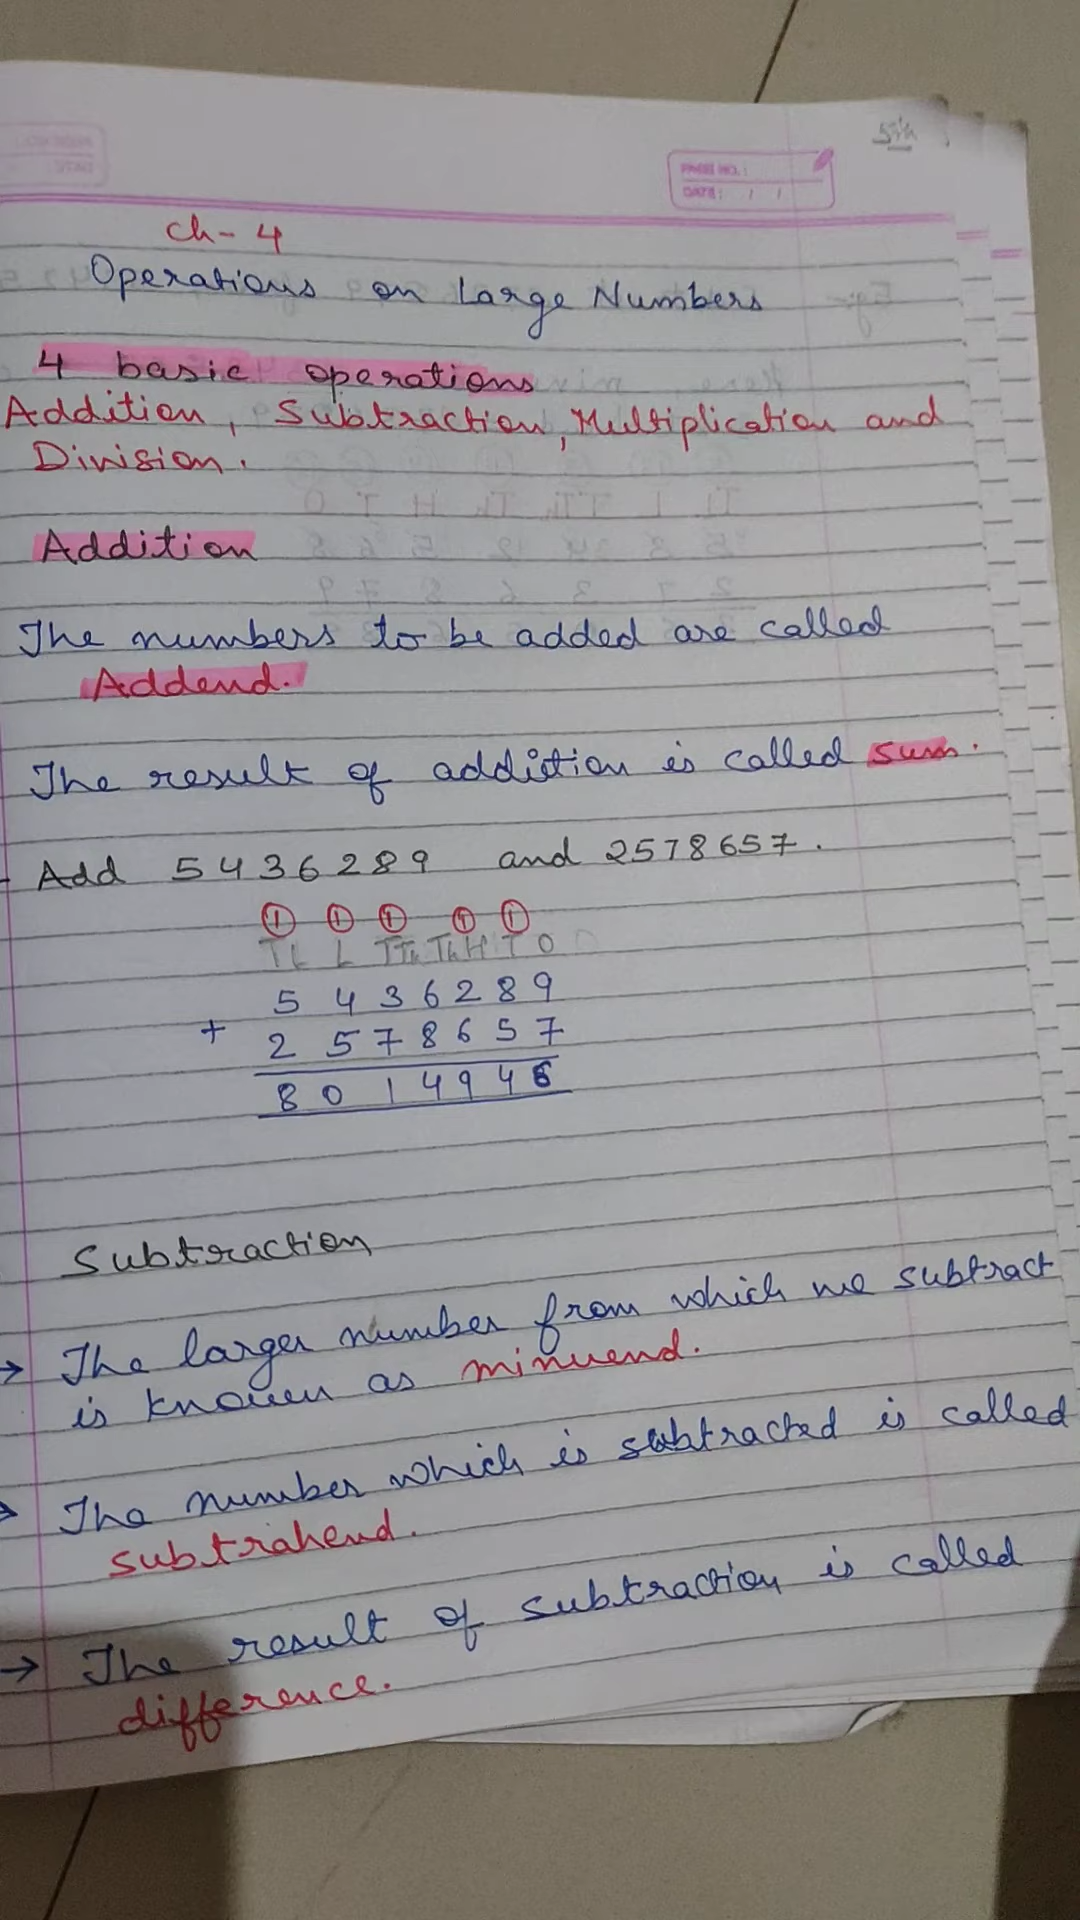 5th
PAGE NO.:
DATE: / /
Ch- 4
Operations on Large Numbers
4 basic operations
Addition, Subtraction, Multiplication and
Division.
Addition
The numbers to be added are called
Addend.
The result of addition is called sum.
Add 5436289 and 2578657.
1 1 1 1 1
TL L TTh Th H T O
5 4 3 6 2 8 9
+ 2 5 7 8 6 5 7
8 0 1 4 9 4 6
Subtraction
→ The larger number from which we subtract
is known as minuend.
→ The number which is subtracted is called
subtrahend.
→ The result of subtraction is called
difference.